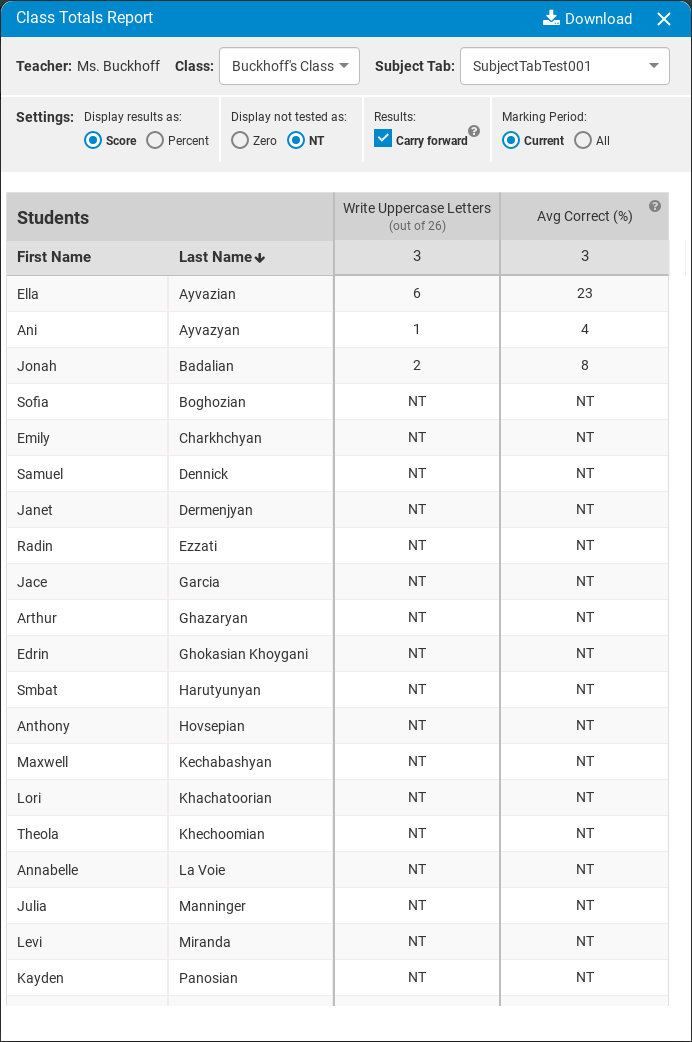 Class Totals Report Download
Teacher: Ms. Buckhoff Class: Buckhoff's Class Subject Tab: SubjectTabTest001
Settings: Display results as: Display not tested as: Results: Marking Period:
Score Percent Zero NT Carry forward ? Current All
Students Write Uppercase Letters (out of 26) Avg Correct (%) ?
First Name Last Name 3 3
Ella Ayvazian 6 23
Ani Ayvazyan 1 4
Jonah Badalian 2 8
Sofia Boghozian NT NT
Emily Charkhchyan NT NT
Samuel Dennick NT NT
Janet Dermenjyan NT NT
Radin Ezzati NT NT
Jace Garcia NT NT
Arthur Ghazaryan NT NT
Edrin Ghokasian Khoygani NT NT
Smbat Harutyunyan NT NT
Anthony Hovsepian NT NT
Maxwell Kechabashyan NT NT
Lori Khachatoorian NT NT
Theola Khechoomian NT NT
Annabelle La Voie NT NT
Julia Manninger NT NT
Levi Miranda NT NT
Kayden Panosian NT NT